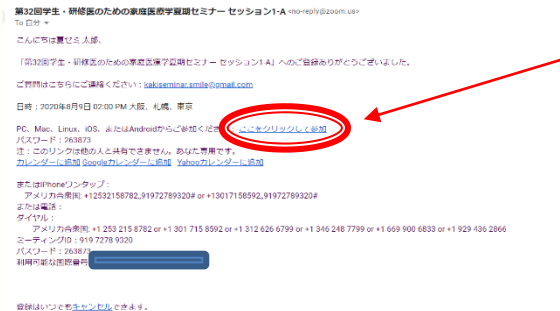 第32回学生・研修医のための家庭医療学夏期セミナー セッション1-A <no-reply@zoom.us>
To 自分
こんにちは夏ゼミ 太郎、
「第32回学生・研修医のための家庭医療学夏期セミナー セッション1-A」へのご登録ありがとうございました。
ご質問はこちらにご連絡ください：kakiseminar.smile@gmail.com
日時：2020年8月9日 02:00 PM 大阪、札幌、東京
PC、Mac、Linux、iOS、またはAndroidからご参加ください：ここをクリックして参加
パスワード：263873
注：このリンクは他の人と共有できません。あなた専用です。
カレンダーに追加 Googleカレンダーに追加 Yahooカレンダーに追加
またはiPhoneワンタップ：
アメリカ合衆国: +12532158782,,91972789320# or +13017158592,,91972789320#
または電話：
ダイヤル：
アメリカ合衆国: +1 253 215 8782 or +1 301 715 8592 or +1 312 626 6799 or +1 346 248 7799 or +1 669 900 6833 or +1 929 436 2866
ミーティングID：919 7278 9320
パスワード：263873
利用可能な国際番号
登録はいつでもキャンセルできます。